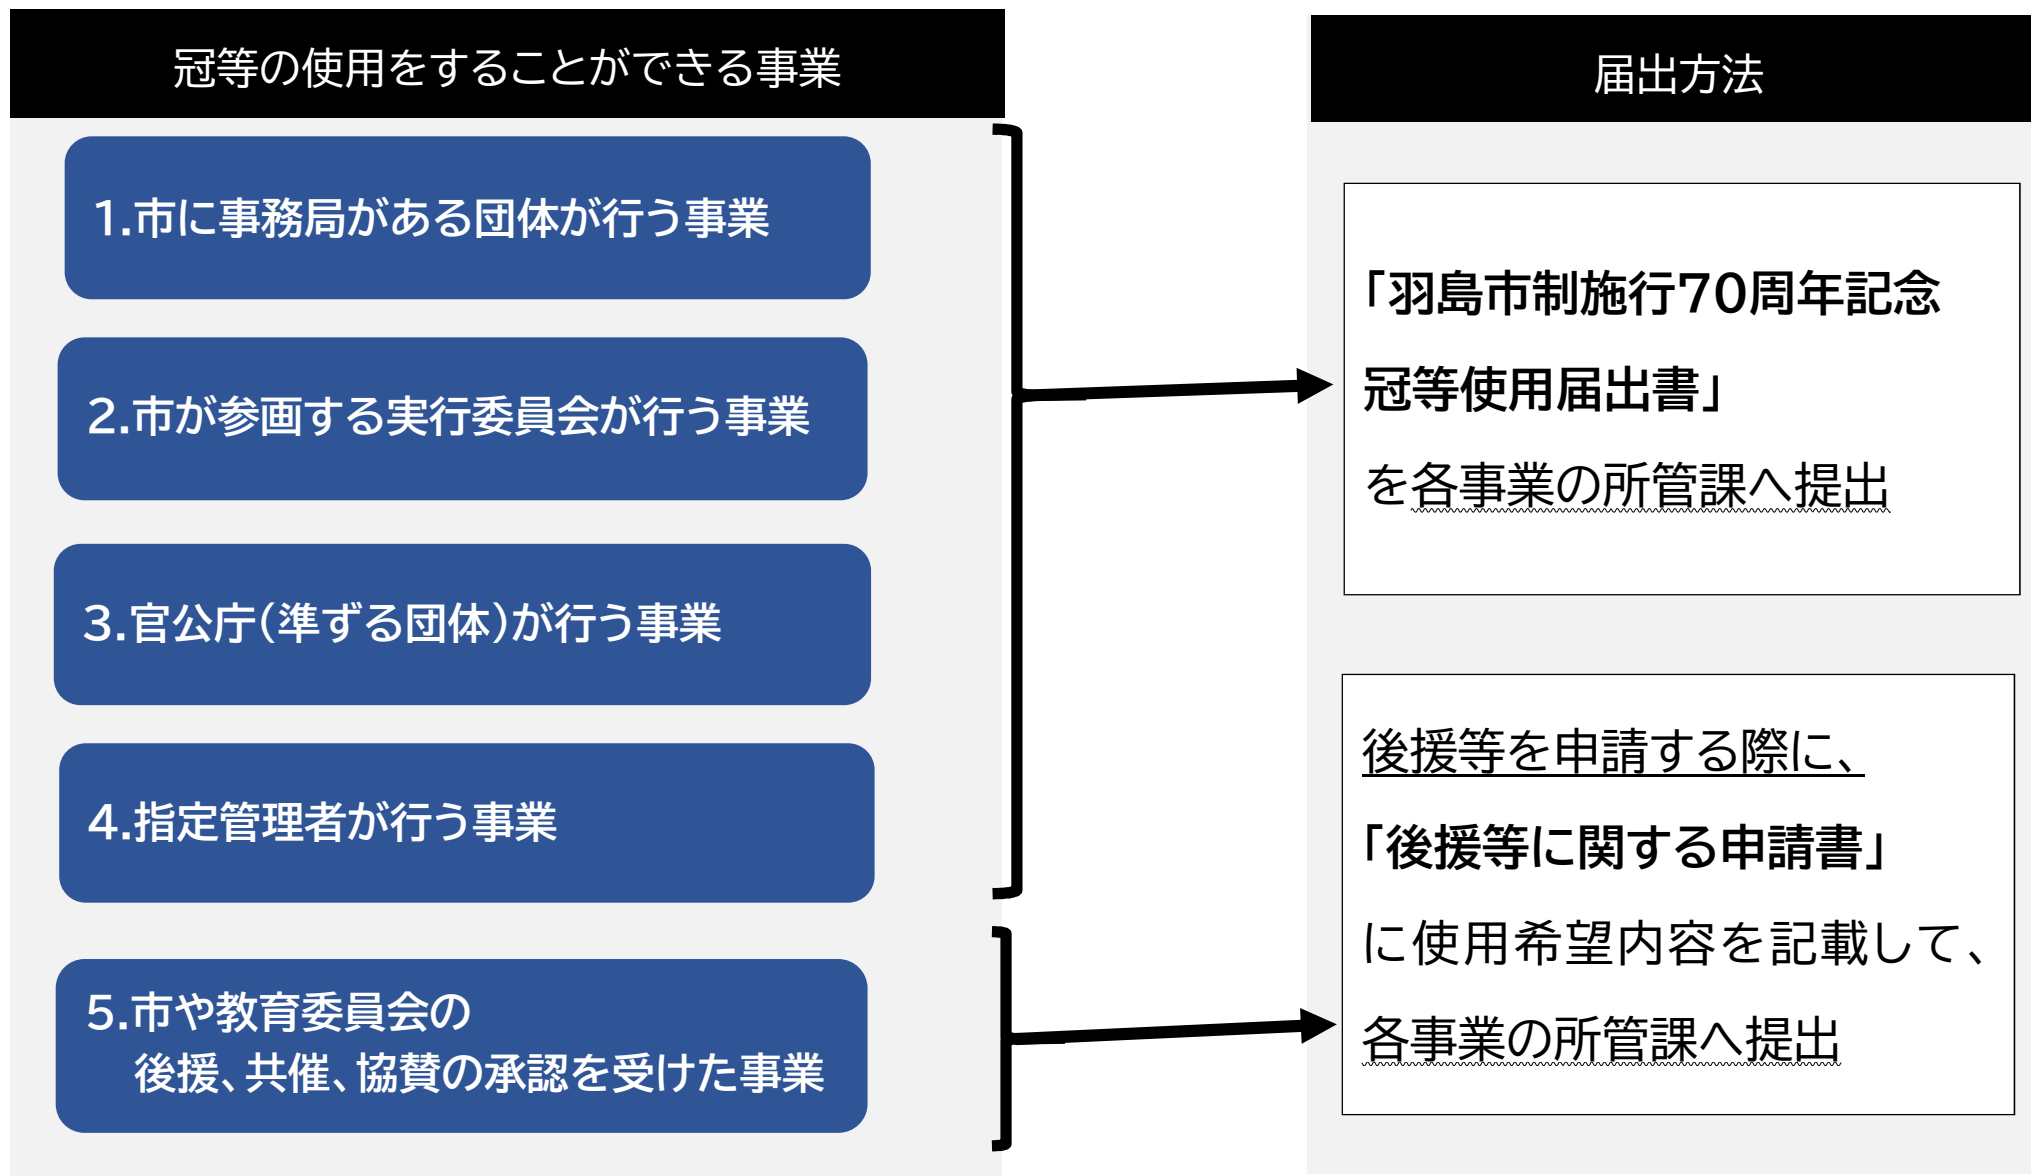 冠等の使用をすることができる事業
1.市に事務局がある団体が行う事業
2.市が参画する実行委員会が行う事業
3.官公庁(準ずる団体)が行う事業
4.指定管理者が行う事業
5.市や教育委員会の
後援、共催、協賛の承認を受けた事業
届出方法
「羽島市制施行70周年記念
冠等使用届出書」
を各事業の所管課へ提出
後援等を申請する際に、
「後援等に関する申請書」
に使用希望内容を記載して、
各事業の所管課へ提出